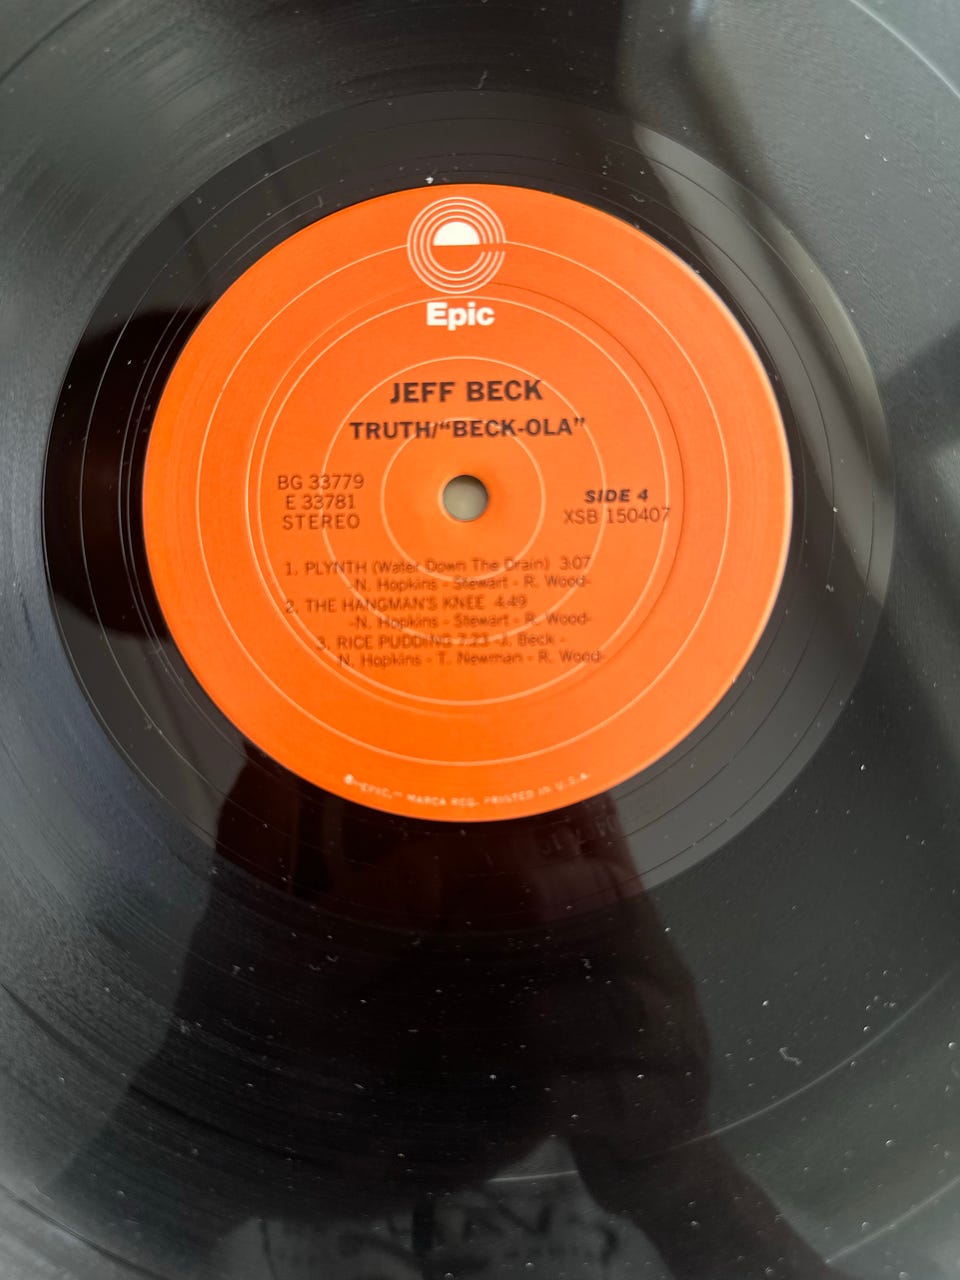 Epic
JEFF BECK
TRUTH/“BECK-OLA”
BG 33779
E 33781
STEREO
SIDE 4
XSB 150407
1. PLYNTH (Water Down The Drain) 3:07
-N. Hopkins - Stewart - R. Wood-
2. THE HANGMAN'S KNEE 4:49
-N. Hopkins - Stewart - R. Wood-
3. RICE PUDDING 7:23 -J. Beck -
N. Hopkins - T. Newman - R. Wood-
®"EPIC," MARCA REG. PRINTED IN U.S.A.